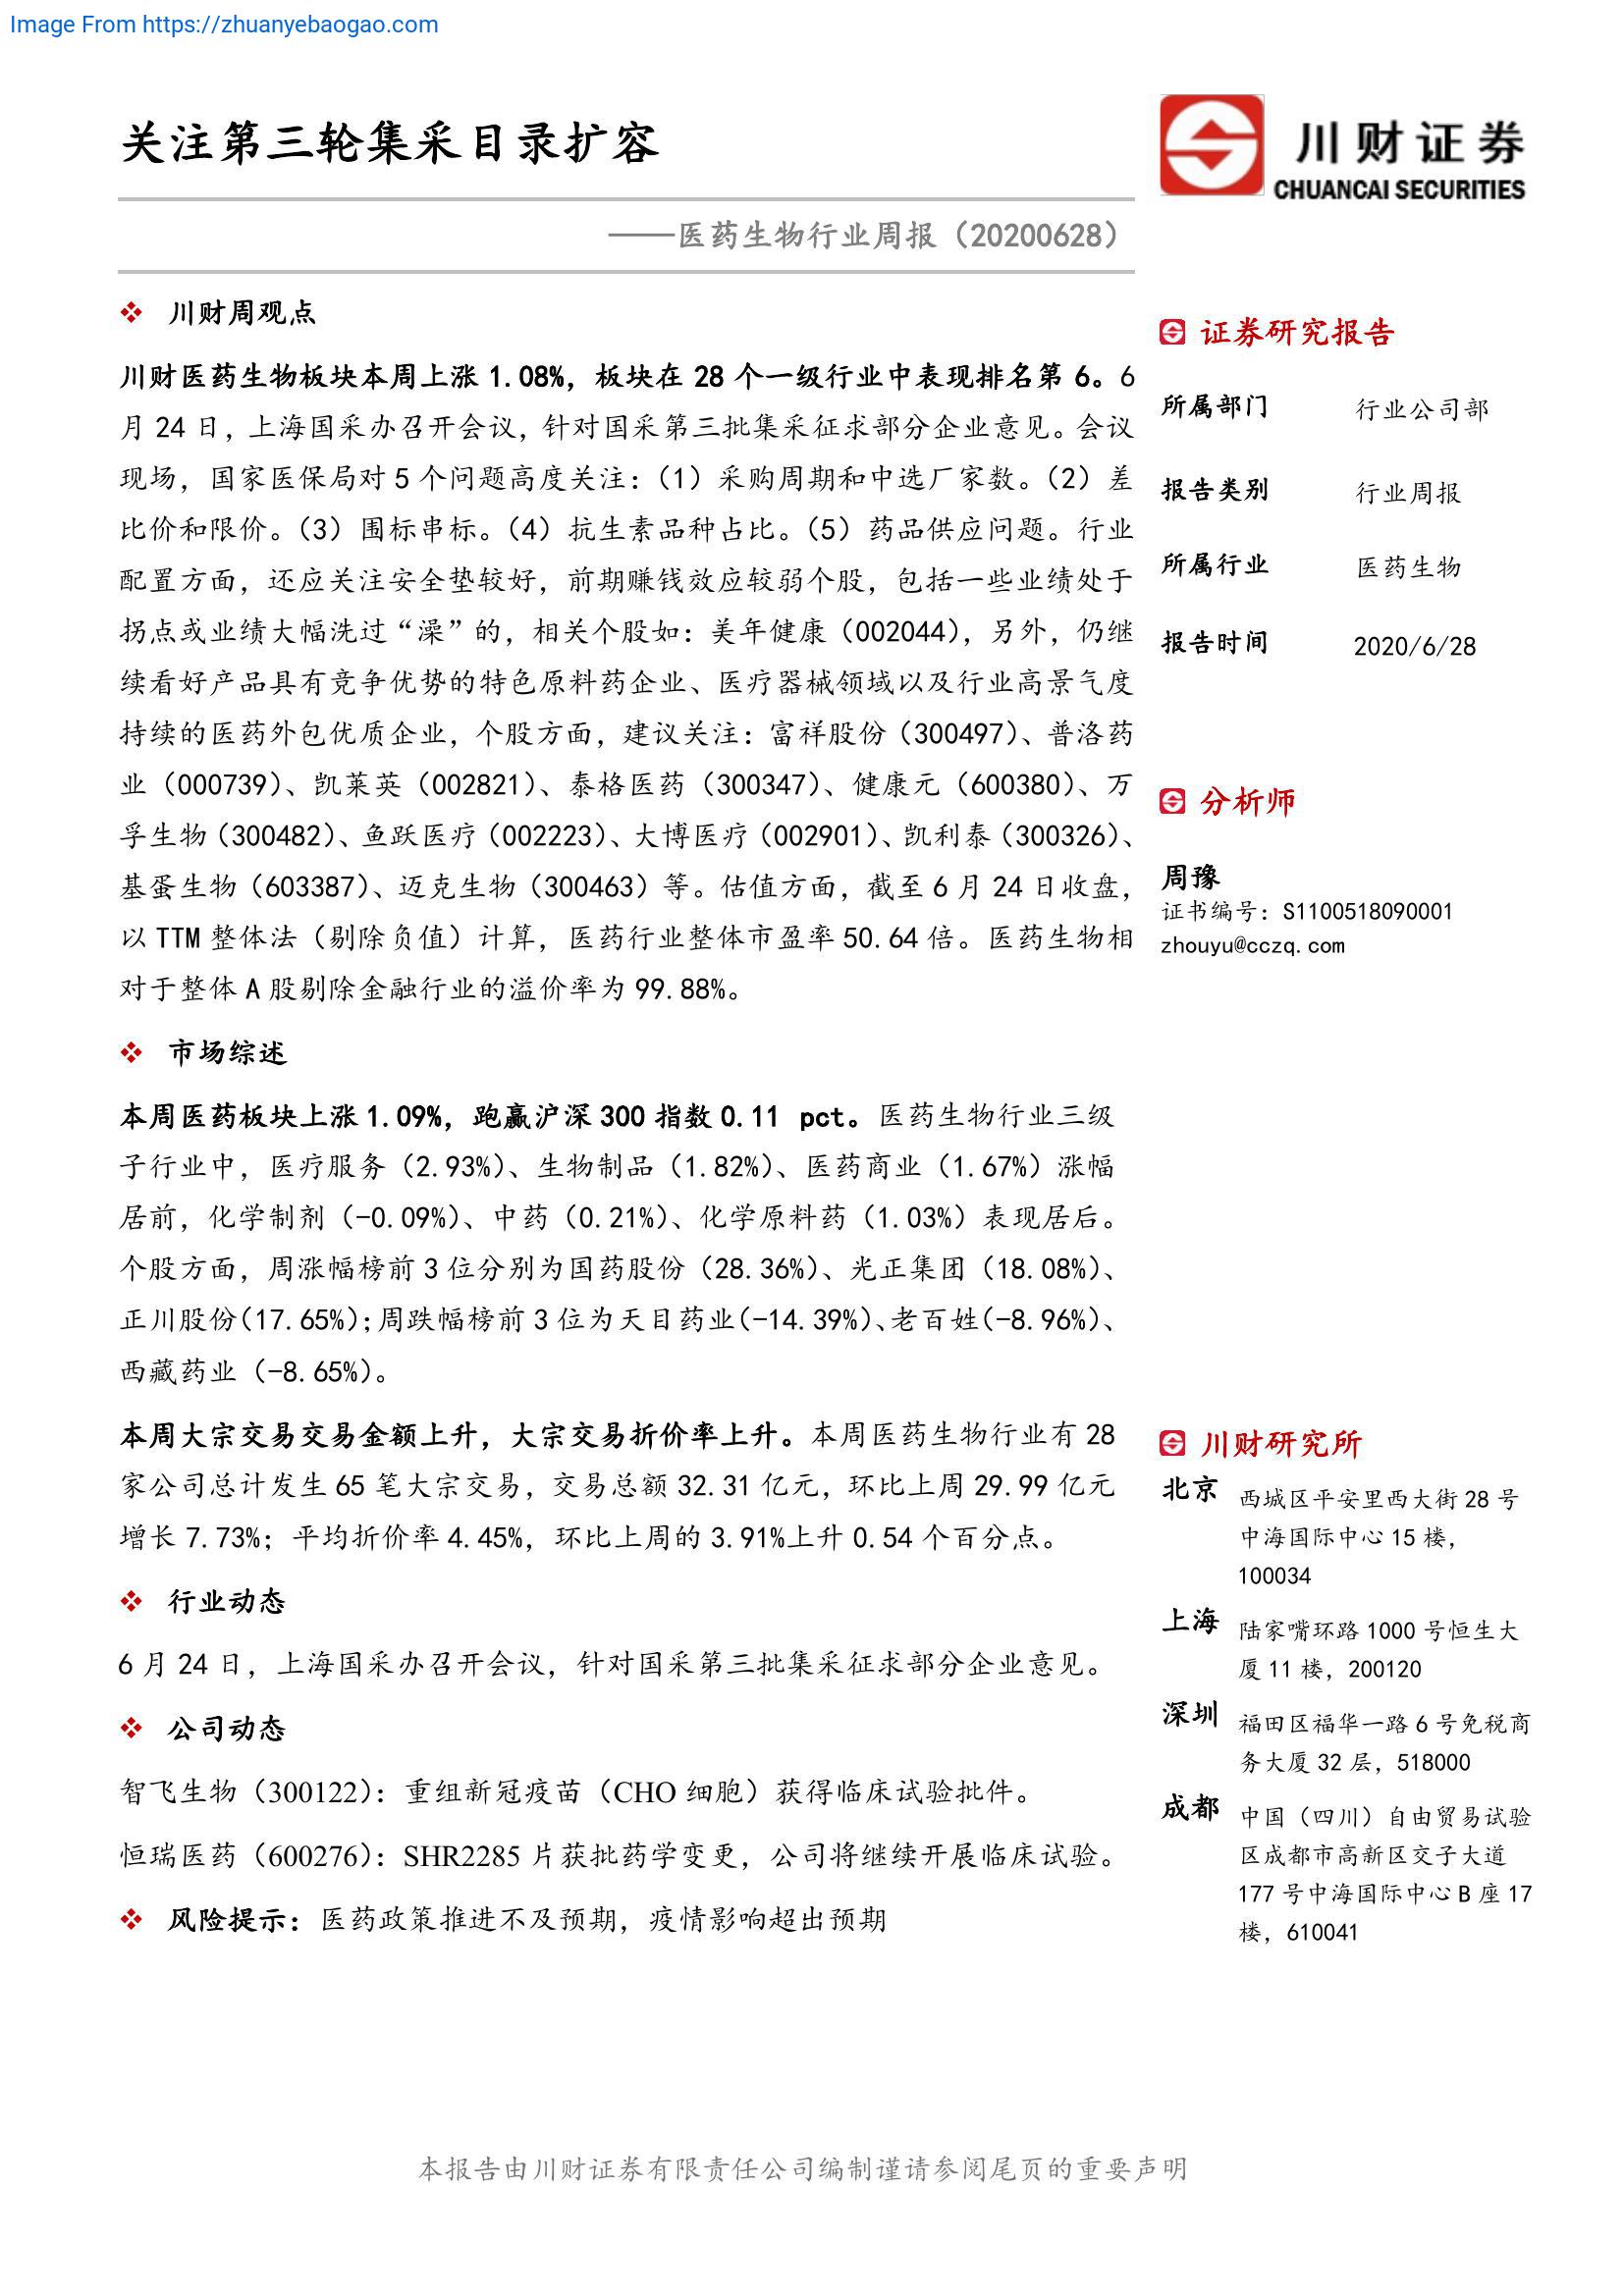 Image From https://zhuanyebaogao.com
关注第三轮集采目录扩容
川财证券
CHUANCAI SECURITIES
——医药生物行业周报（20200628）
川财周观点
川财医药生物板块本周上涨 1.08%，板块在 28 个一级行业中表现排名第 6。6
月 24 日，上海国采办召开会议，针对国采第三批集采征求部分企业意见。会议
现场，国家医保局对 5 个问题高度关注：（1）采购周期和中选厂家数。（2）差
比价和限价。（3）围标串标。（4）抗生素品种占比。（5）药品供应问题。行业
配置方面，还应关注安全垫较好，前期赚钱效应较弱个股，包括一些业绩处于
拐点或业绩大幅洗过“澡”的，相关个股如：美年健康（002044），另外，仍继
续看好产品具有竞争优势的特色原料药企业、医疗器械领域以及行业高景气度
持续的医药外包优质企业，个股方面，建议关注：富祥股份（300497）、普洛药
业（000739）、凯莱英（002821）、泰格医药（300347）、健康元（600380）、万
孚生物（300482）、鱼跃医疗（002223）、大博医疗（002901）、凯利泰（300326）、
基蛋生物（603387）、迈克生物（300463）等。估值方面，截至 6 月 24 日收盘，
以 TTM 整体法（剔除负值）计算，医药行业整体市盈率 50.64 倍。医药生物相
对于整体 A 股剔除金融行业的溢价率为 99.88%。
市场综述
本周医药板块上涨 1.09%，跑赢沪深 300 指数 0.11 pct。医药生物行业三级
子行业中，医疗服务（2.93%）、生物制品（1.82%）、医药商业（1.67%）涨幅
居前，化学制剂（-0.09%）、中药（0.21%）、化学原料药（1.03%）表现居后。
个股方面，周涨幅榜前 3 位分别为国药股份（28.36%）、光正集团（18.08%）、
正川股份(17.65%)；周跌幅榜前 3 位为天目药业(-14.39%)、老百姓(-8.96%)、
西藏药业（-8.65%）。
本周大宗交易交易金额上升，大宗交易折价率上升。本周医药生物行业有 28
家公司总计发生 65 笔大宗交易，交易总额 32.31 亿元，环比上周 29.99 亿元
增长 7.73%；平均折价率 4.45%，环比上周的 3.91%上升 0.54 个百分点。
行业动态
6 月 24 日，上海国采办召开会议，针对国采第三批集采征求部分企业意见。
公司动态
智飞生物（300122）：重组新冠疫苗（CHO 细胞）获得临床试验批件。
恒瑞医药（600276）：SHR2285 片获批药学变更，公司将继续开展临床试验。
风险提示：医药政策推进不及预期，疫情影响超出预期
证券研究报告
所属部门 行业公司部
报告类别 行业周报
所属行业 医药生物
报告时间 2020/6/28
分析师
周豫
证书编号：S1100518090001
zhouyu@cczq.com
川财研究所
北京 西城区平安里西大街 28 号
中海国际中心 15 楼，
100034
上海 陆家嘴环路 1000 号恒生大
厦 11 楼，200120
深圳 福田区福华一路 6 号免税商
务大厦 32 层，518000
成都 中国（四川）自由贸易试验
区成都市高新区交子大道
177 号中海国际中心 B 座 17
楼，610041
本报告由川财证券有限责任公司编制谨请参阅尾页的重要声明